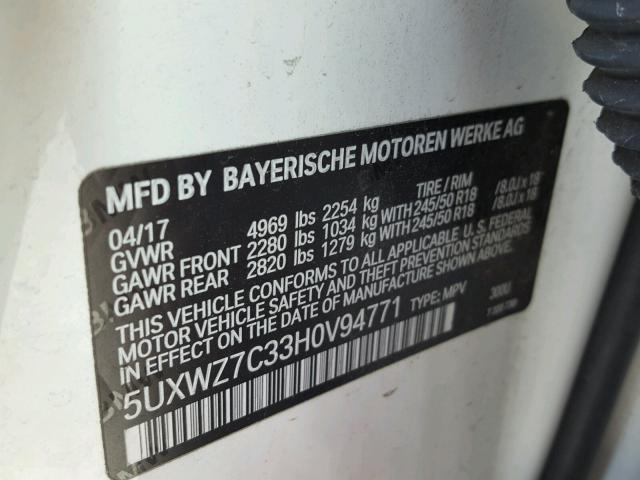 MFD BY BAYERISCHE MOTOREN WERKE AG
04/17 TIRE / RIM
GVWR 4969 lbs 2254 kg
GAWR FRONT 2280 lbs 1034 kg WITH 245/50 R18 /8.0J x 18
GAWR REAR 2820 lbs 1279 kg WITH 245/50 R18 /8.0J x 18
THIS VEHICLE CONFORMS TO ALL APPLICABLE U. S. FEDERAL
MOTOR VEHICLE SAFETY AND THEFT PREVENTION STANDARDS
IN EFFECT ON THE DATE OF MANUFACTURE SHOWN ABOVE.
5UXWZ7C33H0V94771 TYPE: MPV 300U